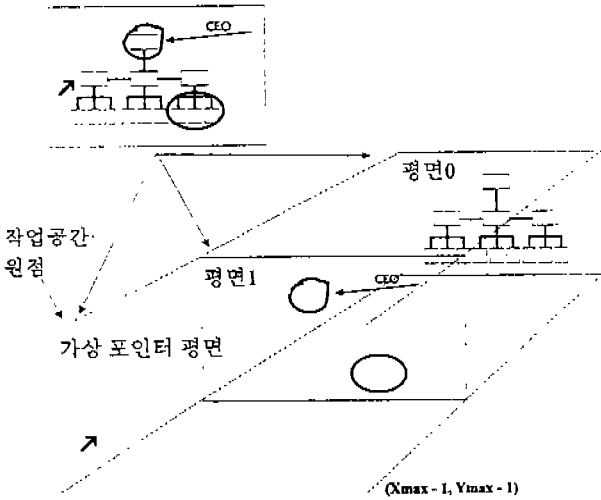 CEO
평면0
작업공간
원점
평면1
CEO
가상 포인터 평면
(Xmax - 1, Ymax - 1)